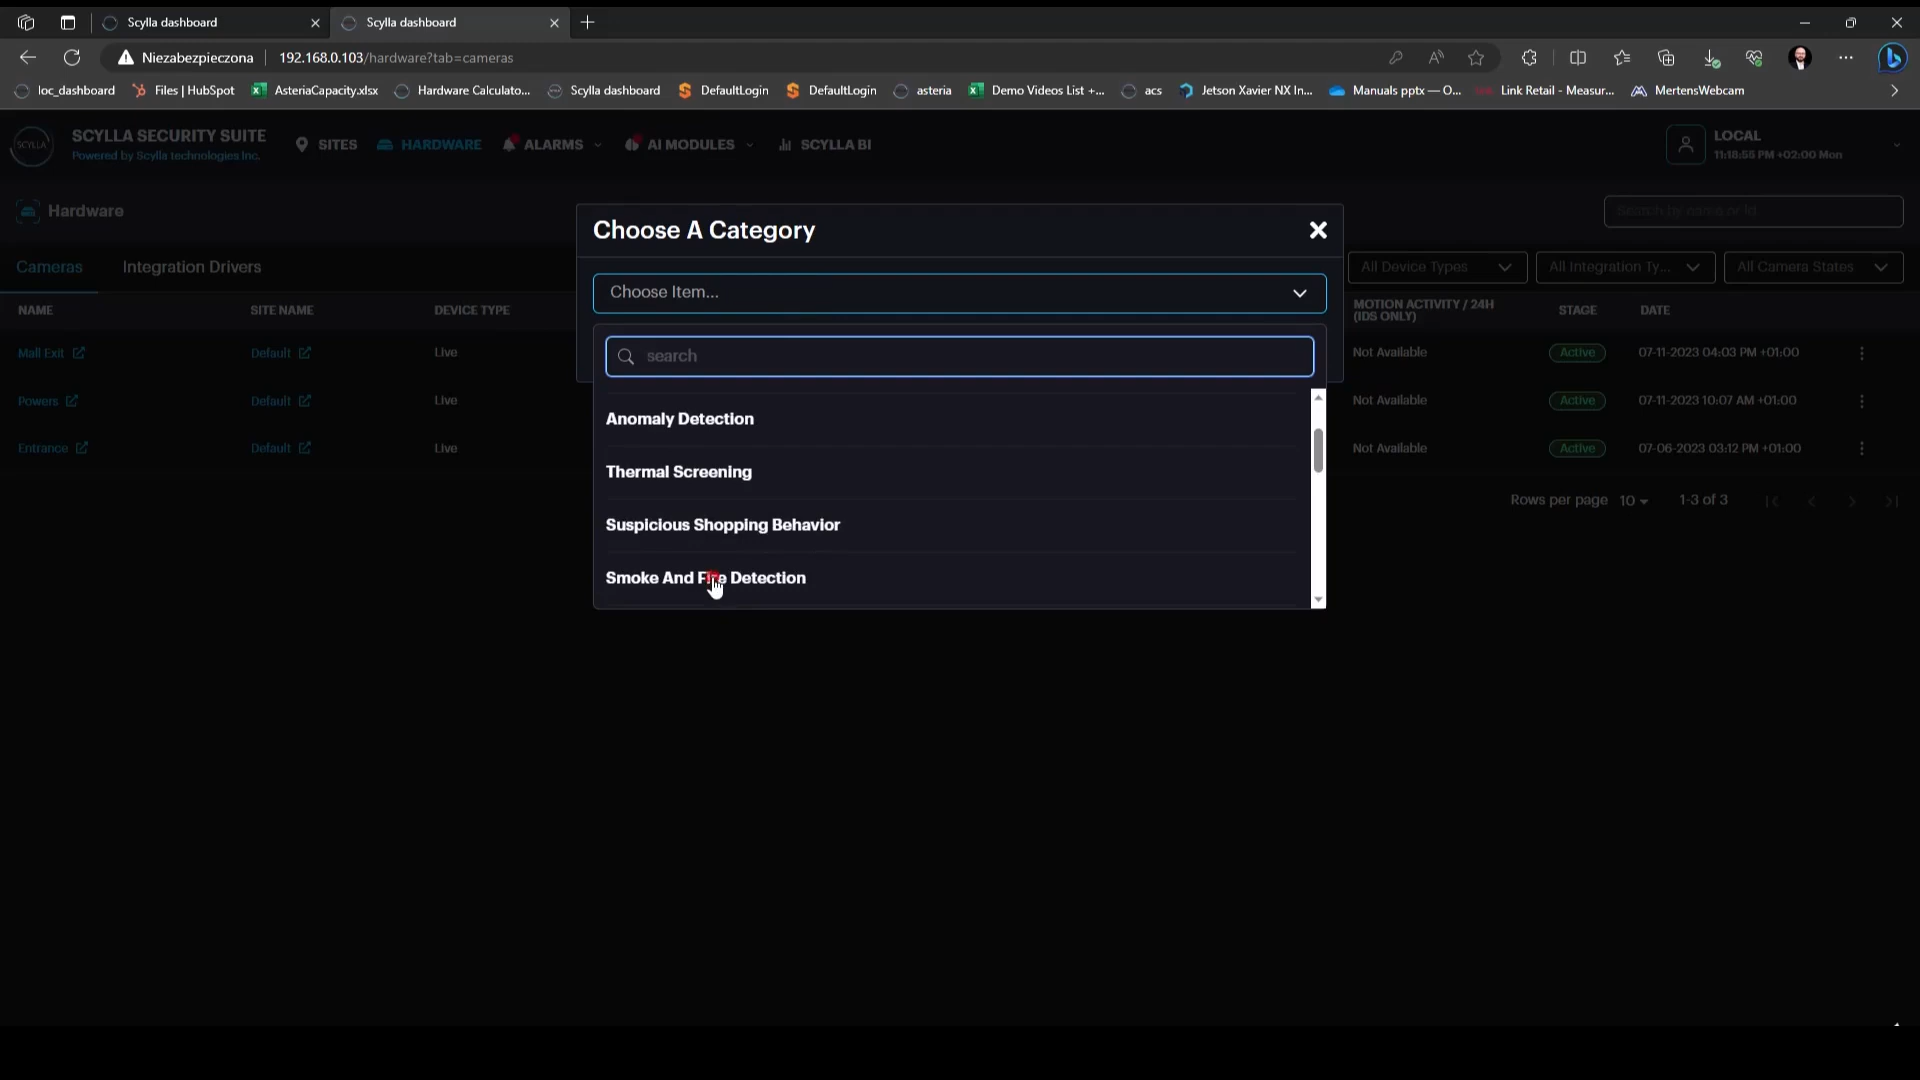 Scylla dashboard
Scylla dashboard
Niezabezpieczona
192.168.0.103/hardware?tab=cameras
loc_dashboard
Files | HubSpot
AsteriaCapacity.xlsx
Hardware Calculato...
Scylla dashboard
DefaultLogin
DefaultLogin
asteria
Demo Videos List +...
acs
Jetson Xavier NX In...
Manuals pptx — O...
Link Retail - Measur...
MertensWebcam
SCYLLA
SCYLLA SECURITY SUITE
Powered by Scylla technologies Inc.
SITES
HARDWARE
ALARMS
AI MODULES
SCYLLA BI
LOCAL
11:18:55 PM +02:00 Mon
Hardware
Search by name or Id
Choose A Category
Cameras
Integration Drivers
All Device Types
All Integration Ty...
All Camera States
Choose Item...
NAME
SITE NAME
DEVICE TYPE
MOTION ACTIVITY / 24H
(IDS ONLY)
STAGE
DATE
search
Mall Exit
Default
Live
Not Available
Active
07-11-2023 04:03 PM +01:00
Powers
Default
Live
Not Available
Active
07-11-2023 10:07 AM +01:00
Anomaly Detection
Entrance
Default
Live
Not Available
Active
07-06-2023 03:12 PM +01:00
Thermal Screening
Rows per page
10
1-3 of 3
Suspicious Shopping Behavior
Smoke And Fire Detection